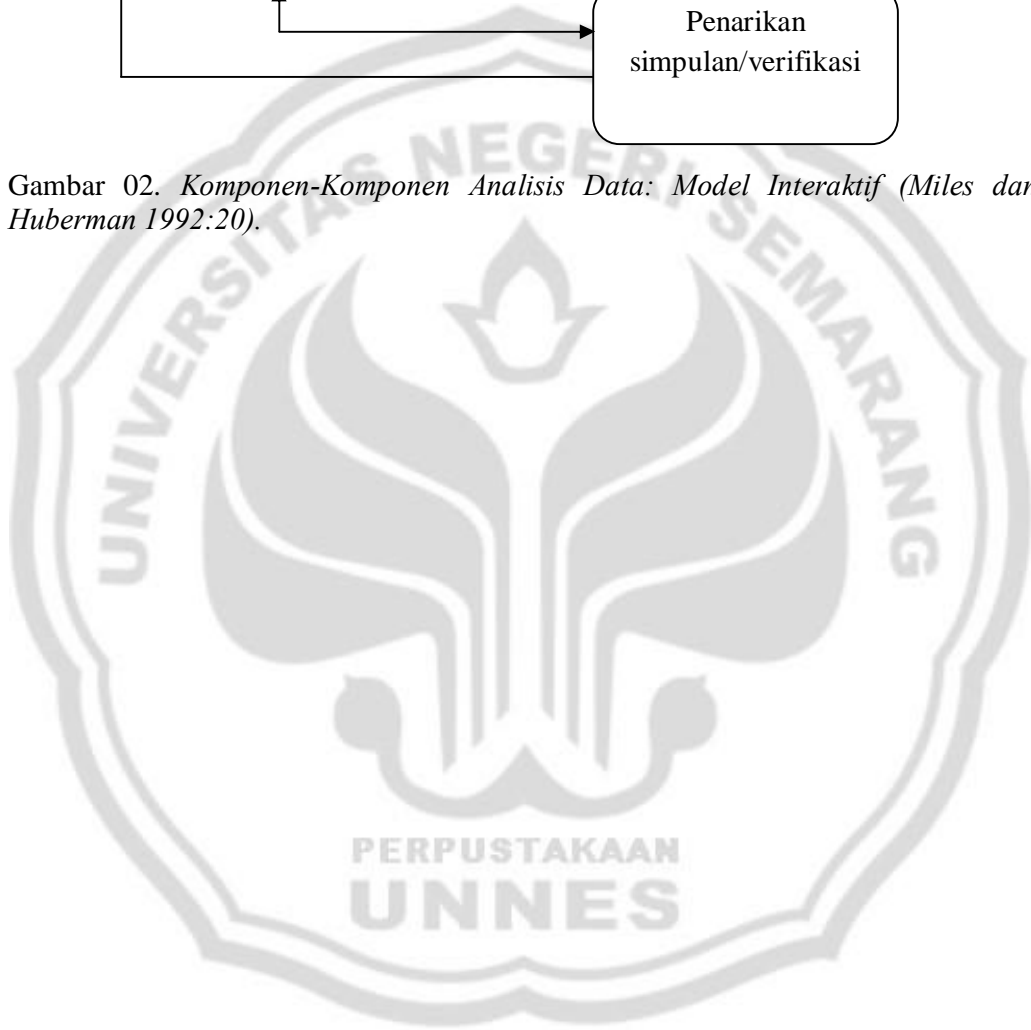 Penarikan
simpulan/verifikasi
Gambar 02. Komponen-Komponen Analisis Data: Model Interaktif (Miles dan
Huberman 1992:20).
UNIVERSITAS NEGERI SEMARANG
PERPUSTAKAAN
UNNES